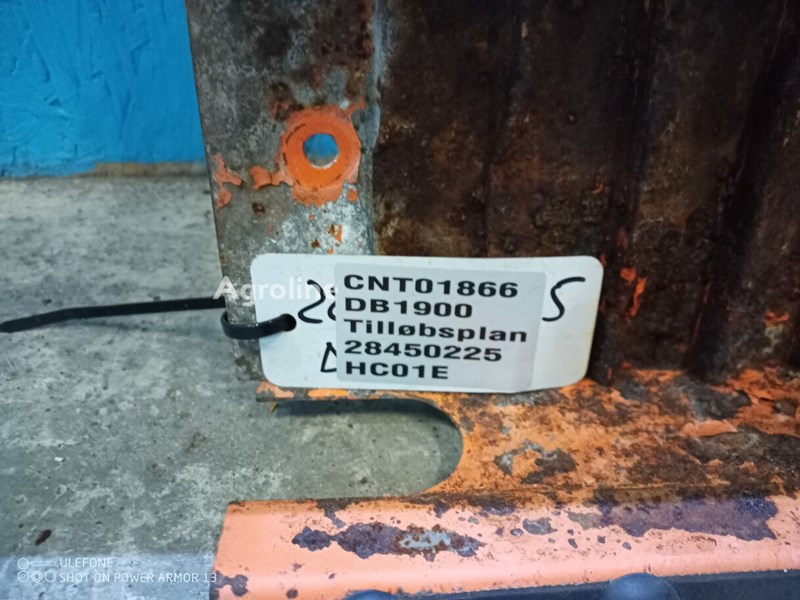 CNT01866
DB1900
Tilløbsplan
28450225
HC01E
Agroline
ULEFONE
SHOT ON POWER ARMOR 13